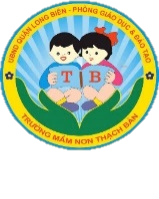 UBND QUẬN LONG BIÊN - PHÒNG GIÁO DỤC & ĐÀO TẠO
T B
TRƯỜNG MẦM NON THẠCH BÀN